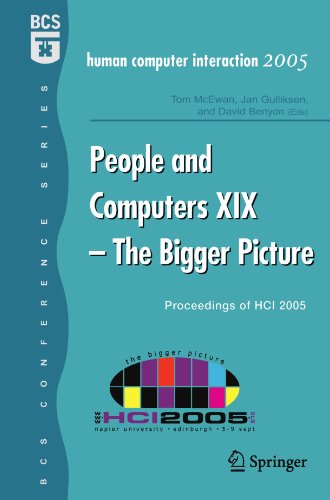 BCS
BCS CONFERENCE SERIES
human computer interaction 2005
Tom McEwan, Jan Gulliksen,
and David Benyon (Eds)
People and
Computers XIX
– The Bigger Picture
Proceedings of HCI 2005
the bigger picture
HCI2005
napier university • edinburgh • 5-9 sept
Springer